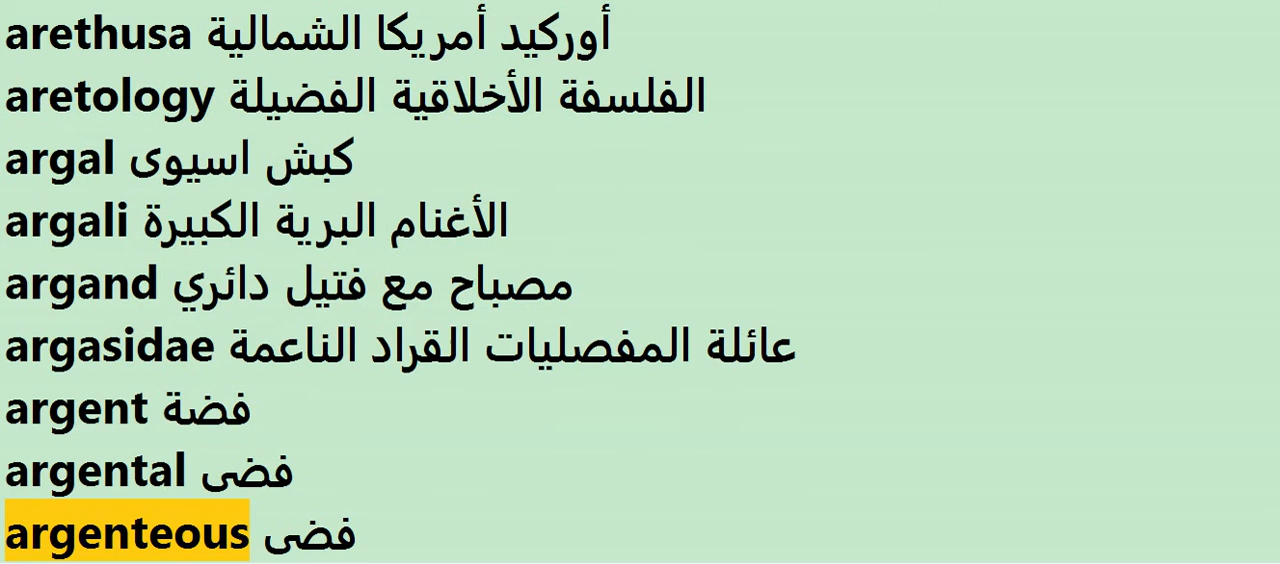 arethusa أوركيد أمريكا الشمالية
aretology الفلسفة الأخلاقية الفضيلة
argal كبش اسيوى
argali الأغنام البرية الكبيرة
argand مصباح مع فتيل دائري
argasidae عائلة المفصليات القراد الناعمة
argent فضة
argental فضى
argenteous فضى